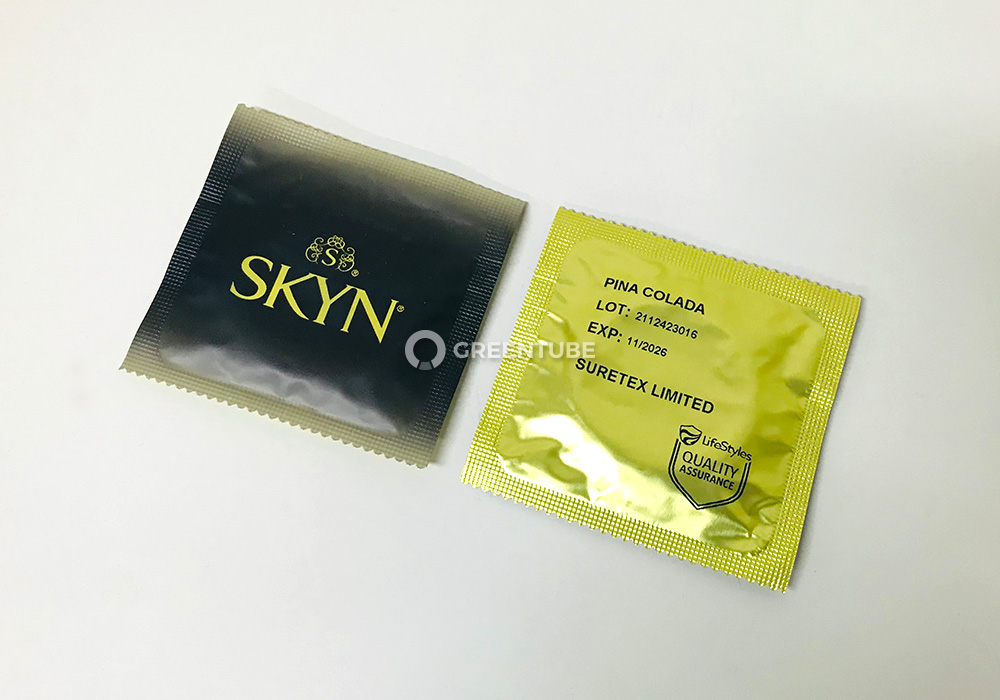 S
SKYN®
GREENTUBE
PINA COLADA
LOT: 2112423016
EXP: 11/2026
SURETEX LIMITED
LifeStyles
QUALITY
ASSURANCE